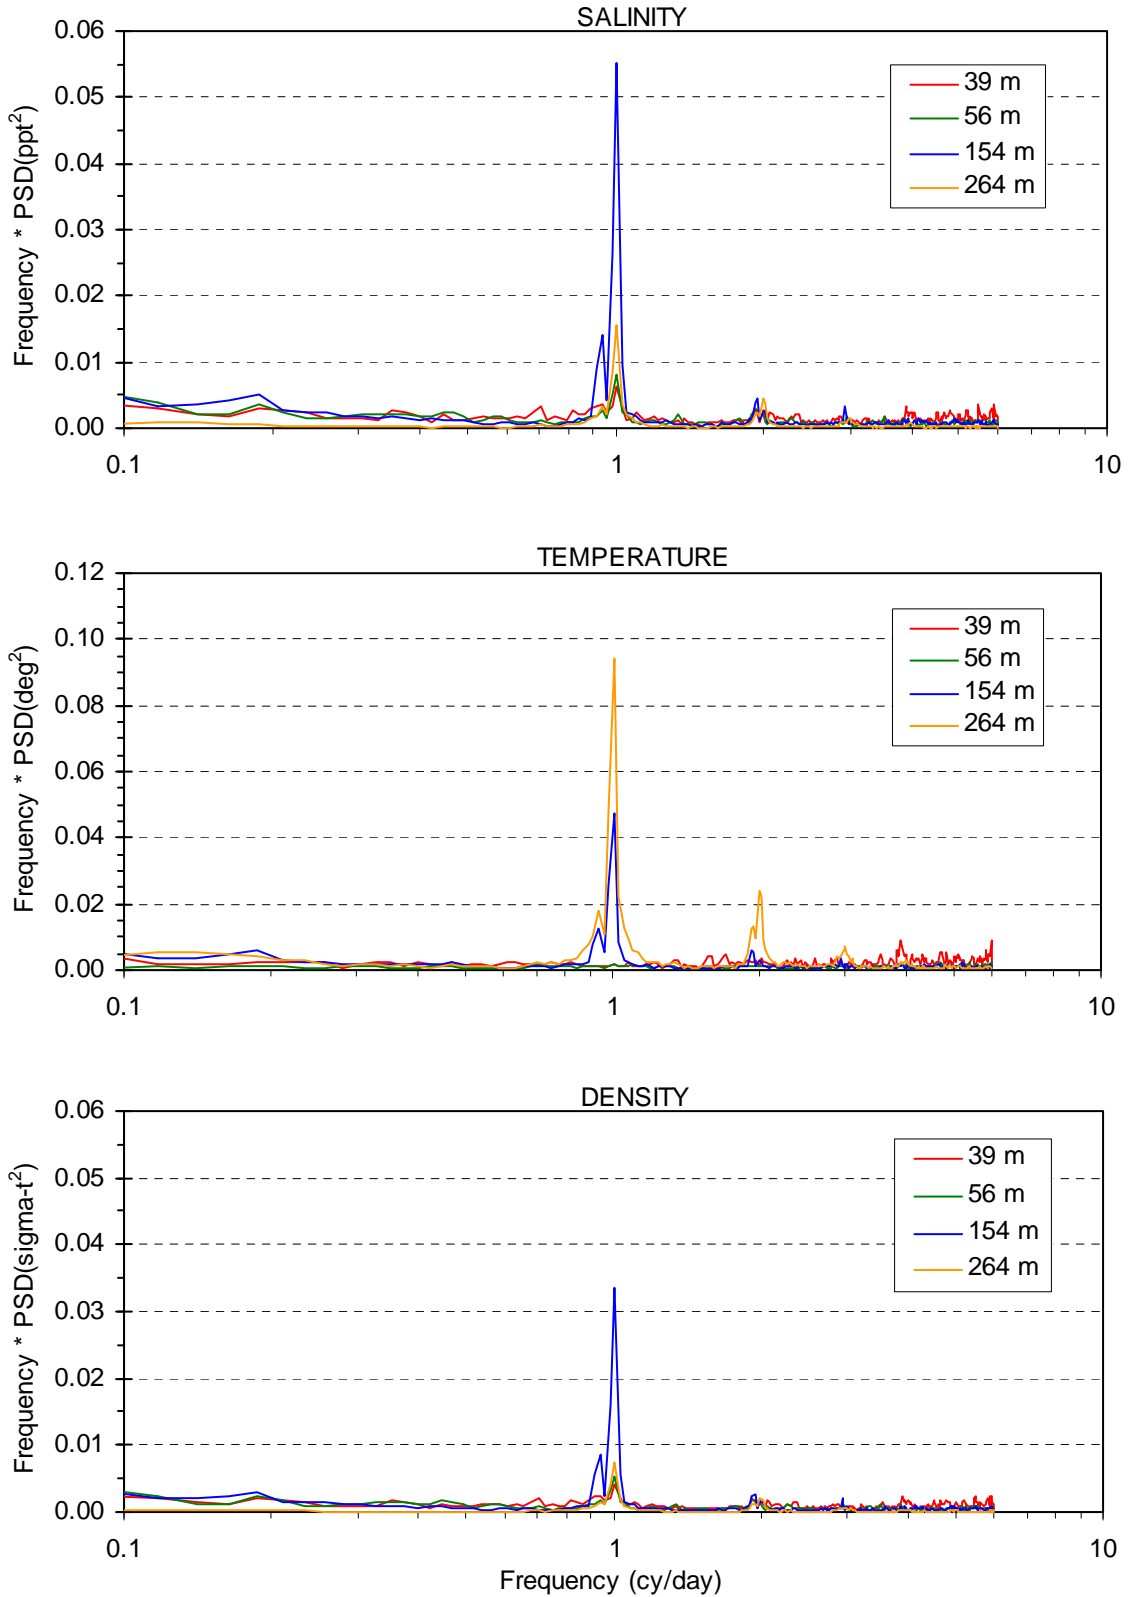 SALINITY
Frequency * PSD(ppt²)
0.06
0.05
0.04
0.03
0.02
0.01
0.00
0.1
1
10
39 m
56 m
154 m
264 m
TEMPERATURE
Frequency * PSD(deg²)
0.12
0.10
0.08
0.06
0.04
0.02
0.00
0.1
1
10
39 m
56 m
154 m
264 m
DENSITY
Frequency * PSD(sigma-t²)
0.06
0.05
0.04
0.03
0.02
0.01
0.00
0.1
1
10
39 m
56 m
154 m
264 m
Frequency (cy/day)